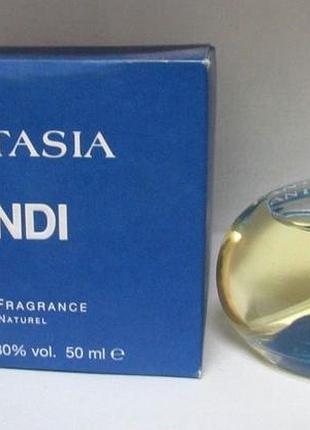 TASIA
NDI
FRAGRANCE
NATUREL
80% vol. 50 ml e